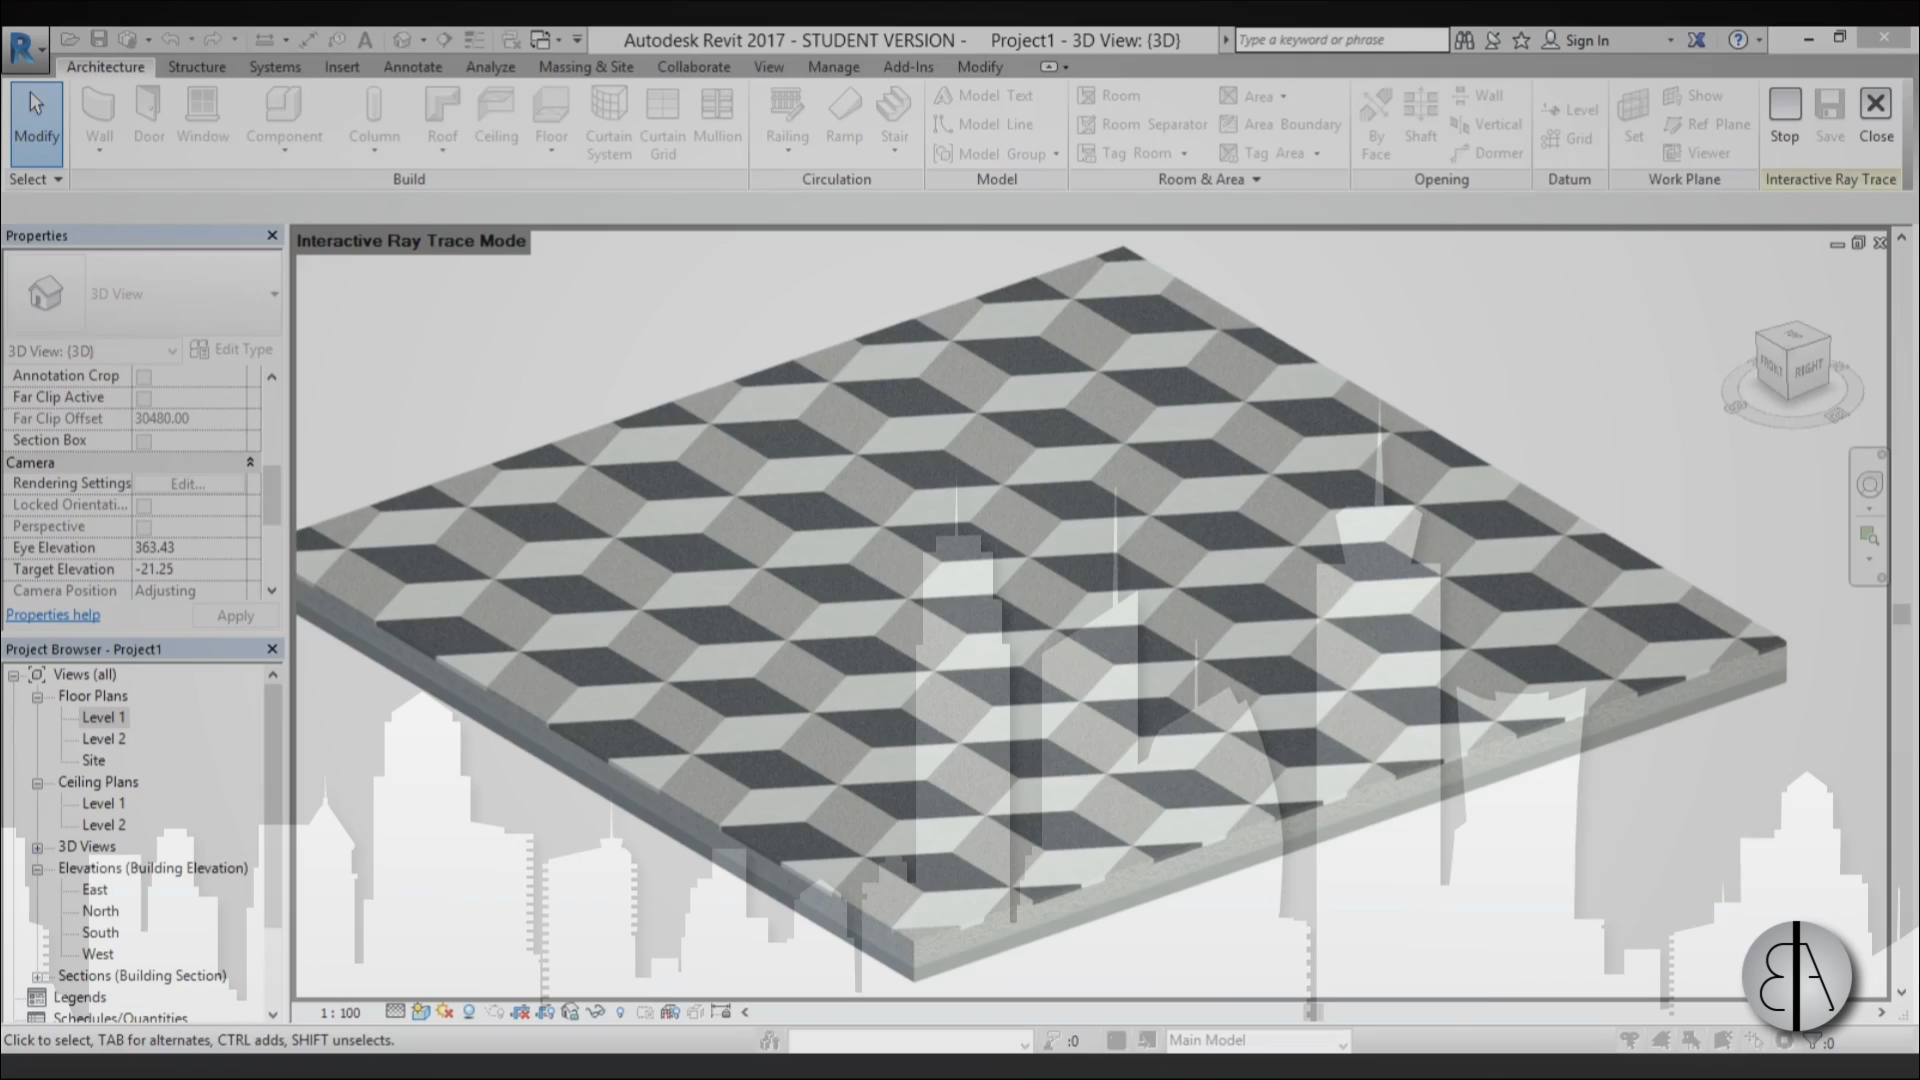 Autodesk Revit 2017 - STUDENT VERSION - Project1 - 3D View: {3D}
Type a keyword or phrase
Sign In
Architecture Structure Systems Insert Annotate Analyze Massing & Site Collaborate View Manage Add-Ins Modify
Modify
Wall
Door
Window
Component
Column
Roof
Ceiling
Floor
Curtain System
Curtain Grid
Mullion
Railing
Ramp
Stair
Model Text
Model Line
Model Group
Room
Room Separator
Tag Room
Area
Area Boundary
Tag Area
By Face
Shaft
Wall
Vertical
Dormer
Level
Grid
Set
Show
Ref Plane
Viewer
Stop
Save
Close
Select
Build
Circulation
Model
Room & Area
Opening
Datum
Work Plane
Interactive Ray Trace
Properties
3D View
3D View: {3D}
Edit Type
Annotation Crop
Far Clip Active
Far Clip Offset 30480.00
Section Box
Camera
Rendering Settings Edit...
Locked Orientati...
Perspective
Eye Elevation 363.43
Target Elevation -21.25
Camera Position Adjusting
Properties help
Apply
Project Browser - Project1
Views (all)
Floor Plans
Level 1
Level 2
Site
Ceiling Plans
Level 1
Level 2
3D Views
Elevations (Building Elevation)
East
North
South
West
Sections (Building Section)
Legends
Schedules/Quantities
Interactive Ray Trace Mode
TOP
FRONT
RIGHT
1 : 100
Click to select, TAB for alternates, CTRL adds, SHIFT unselects.
:0
Main Model
:0
BA